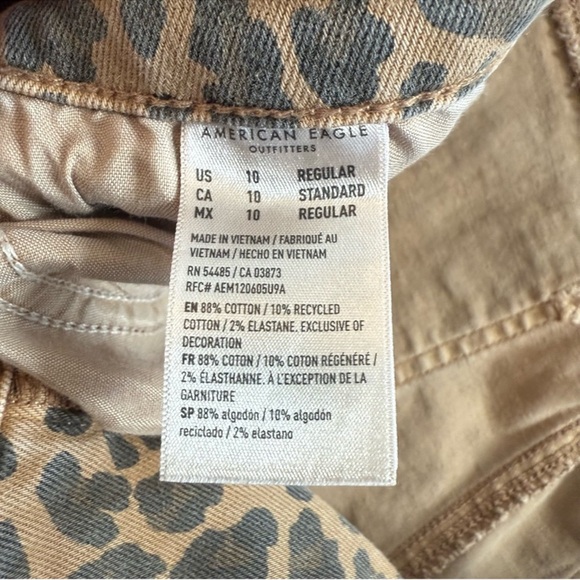 AMERICAN EAGLE
OUTFITTERS
US 10 REGULAR
CA 10 STANDARD
MX 10 REGULAR
MADE IN VIETNAM / FABRIQUÉ AU
VIETNAM / HECHO EN VIETNAM
RN 54485 / CA 03873
RFC# AEM120605U9A
EN 88% COTTON / 10% RECYCLED
COTTON / 2% ELASTANE. EXCLUSIVE OF
DECORATION
FR 88% COTON / 10% COTON RÉGÉNÉRÉ /
2% ÉLASTHANNE. À L'EXCEPTION DE LA
GARNITURE
SP 88% algodón / 10% algodón
reciclado / 2% elastano